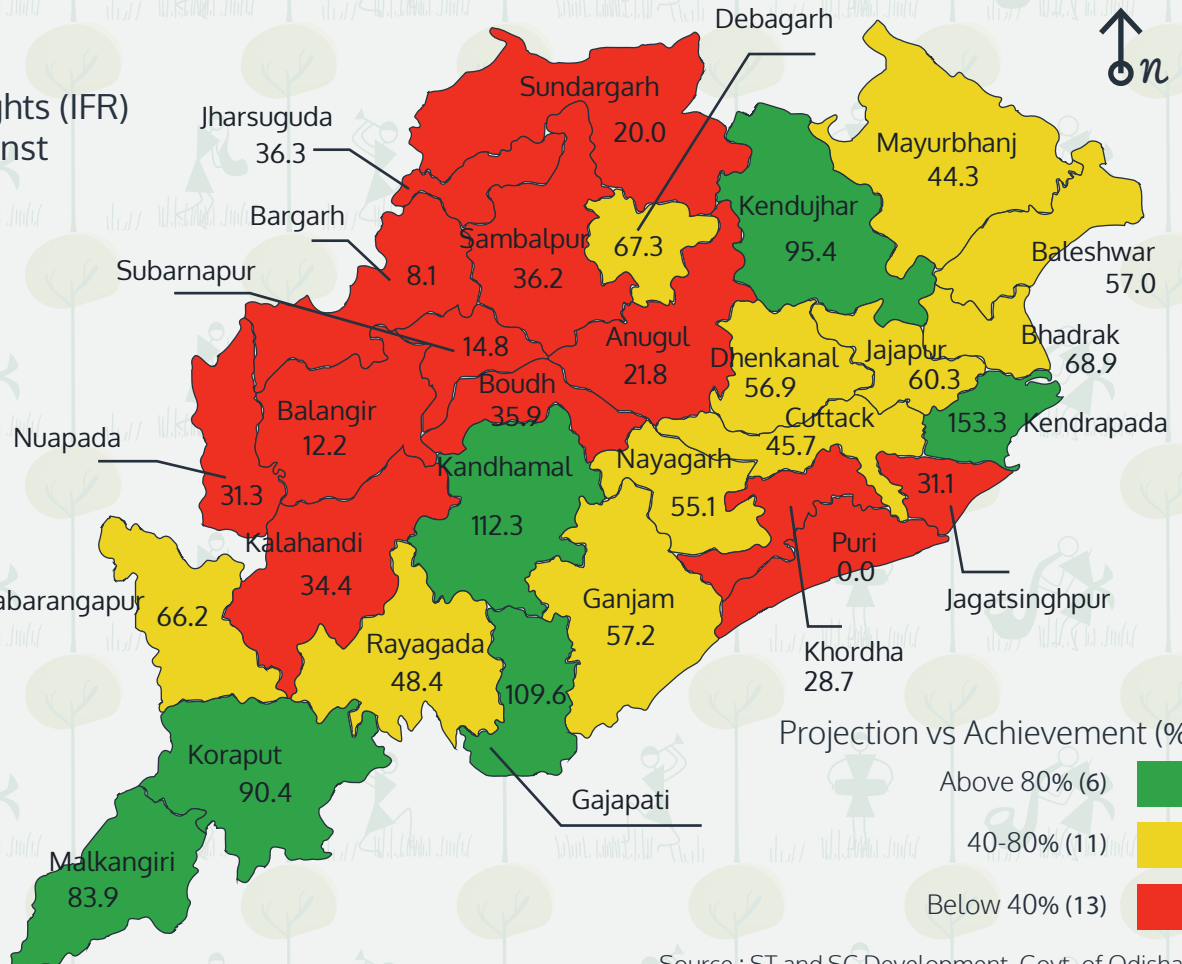 Debagarh
n
Sundargarh
20.0
ghts (IFR)
nst
Jharsuguda
36.3
Mayurbhanj
44.3
Bargarh
8.1
Kendujhar
95.4
Sambalpur
36.2
67.3
Baleshwar
57.0
Subarnapur
14.8
Anugul
21.8
Bhadrak
68.9
Dhenkanal
56.9
Jajapur
60.3
Boudh
35.9
Balangir
12.2
Cuttack
45.7
153.3 Kendrapada
Nuapada
31.3
Kandhamal
112.3
Nayagarh
55.1
31.1
Kalahandi
34.4
Puri
0.0
Jagatsinghpur
abarangapur
66.2
Ganjam
57.2
Rayagada
48.4
Khordha
28.7
109.6
Koraput
90.4
Gajapati
Malkangiri
83.9
Projection vs Achievement (%
Above 80% (6)
40-80% (11)
Below 40% (13)
Source : ST and SC Development, Govt. of Odisha